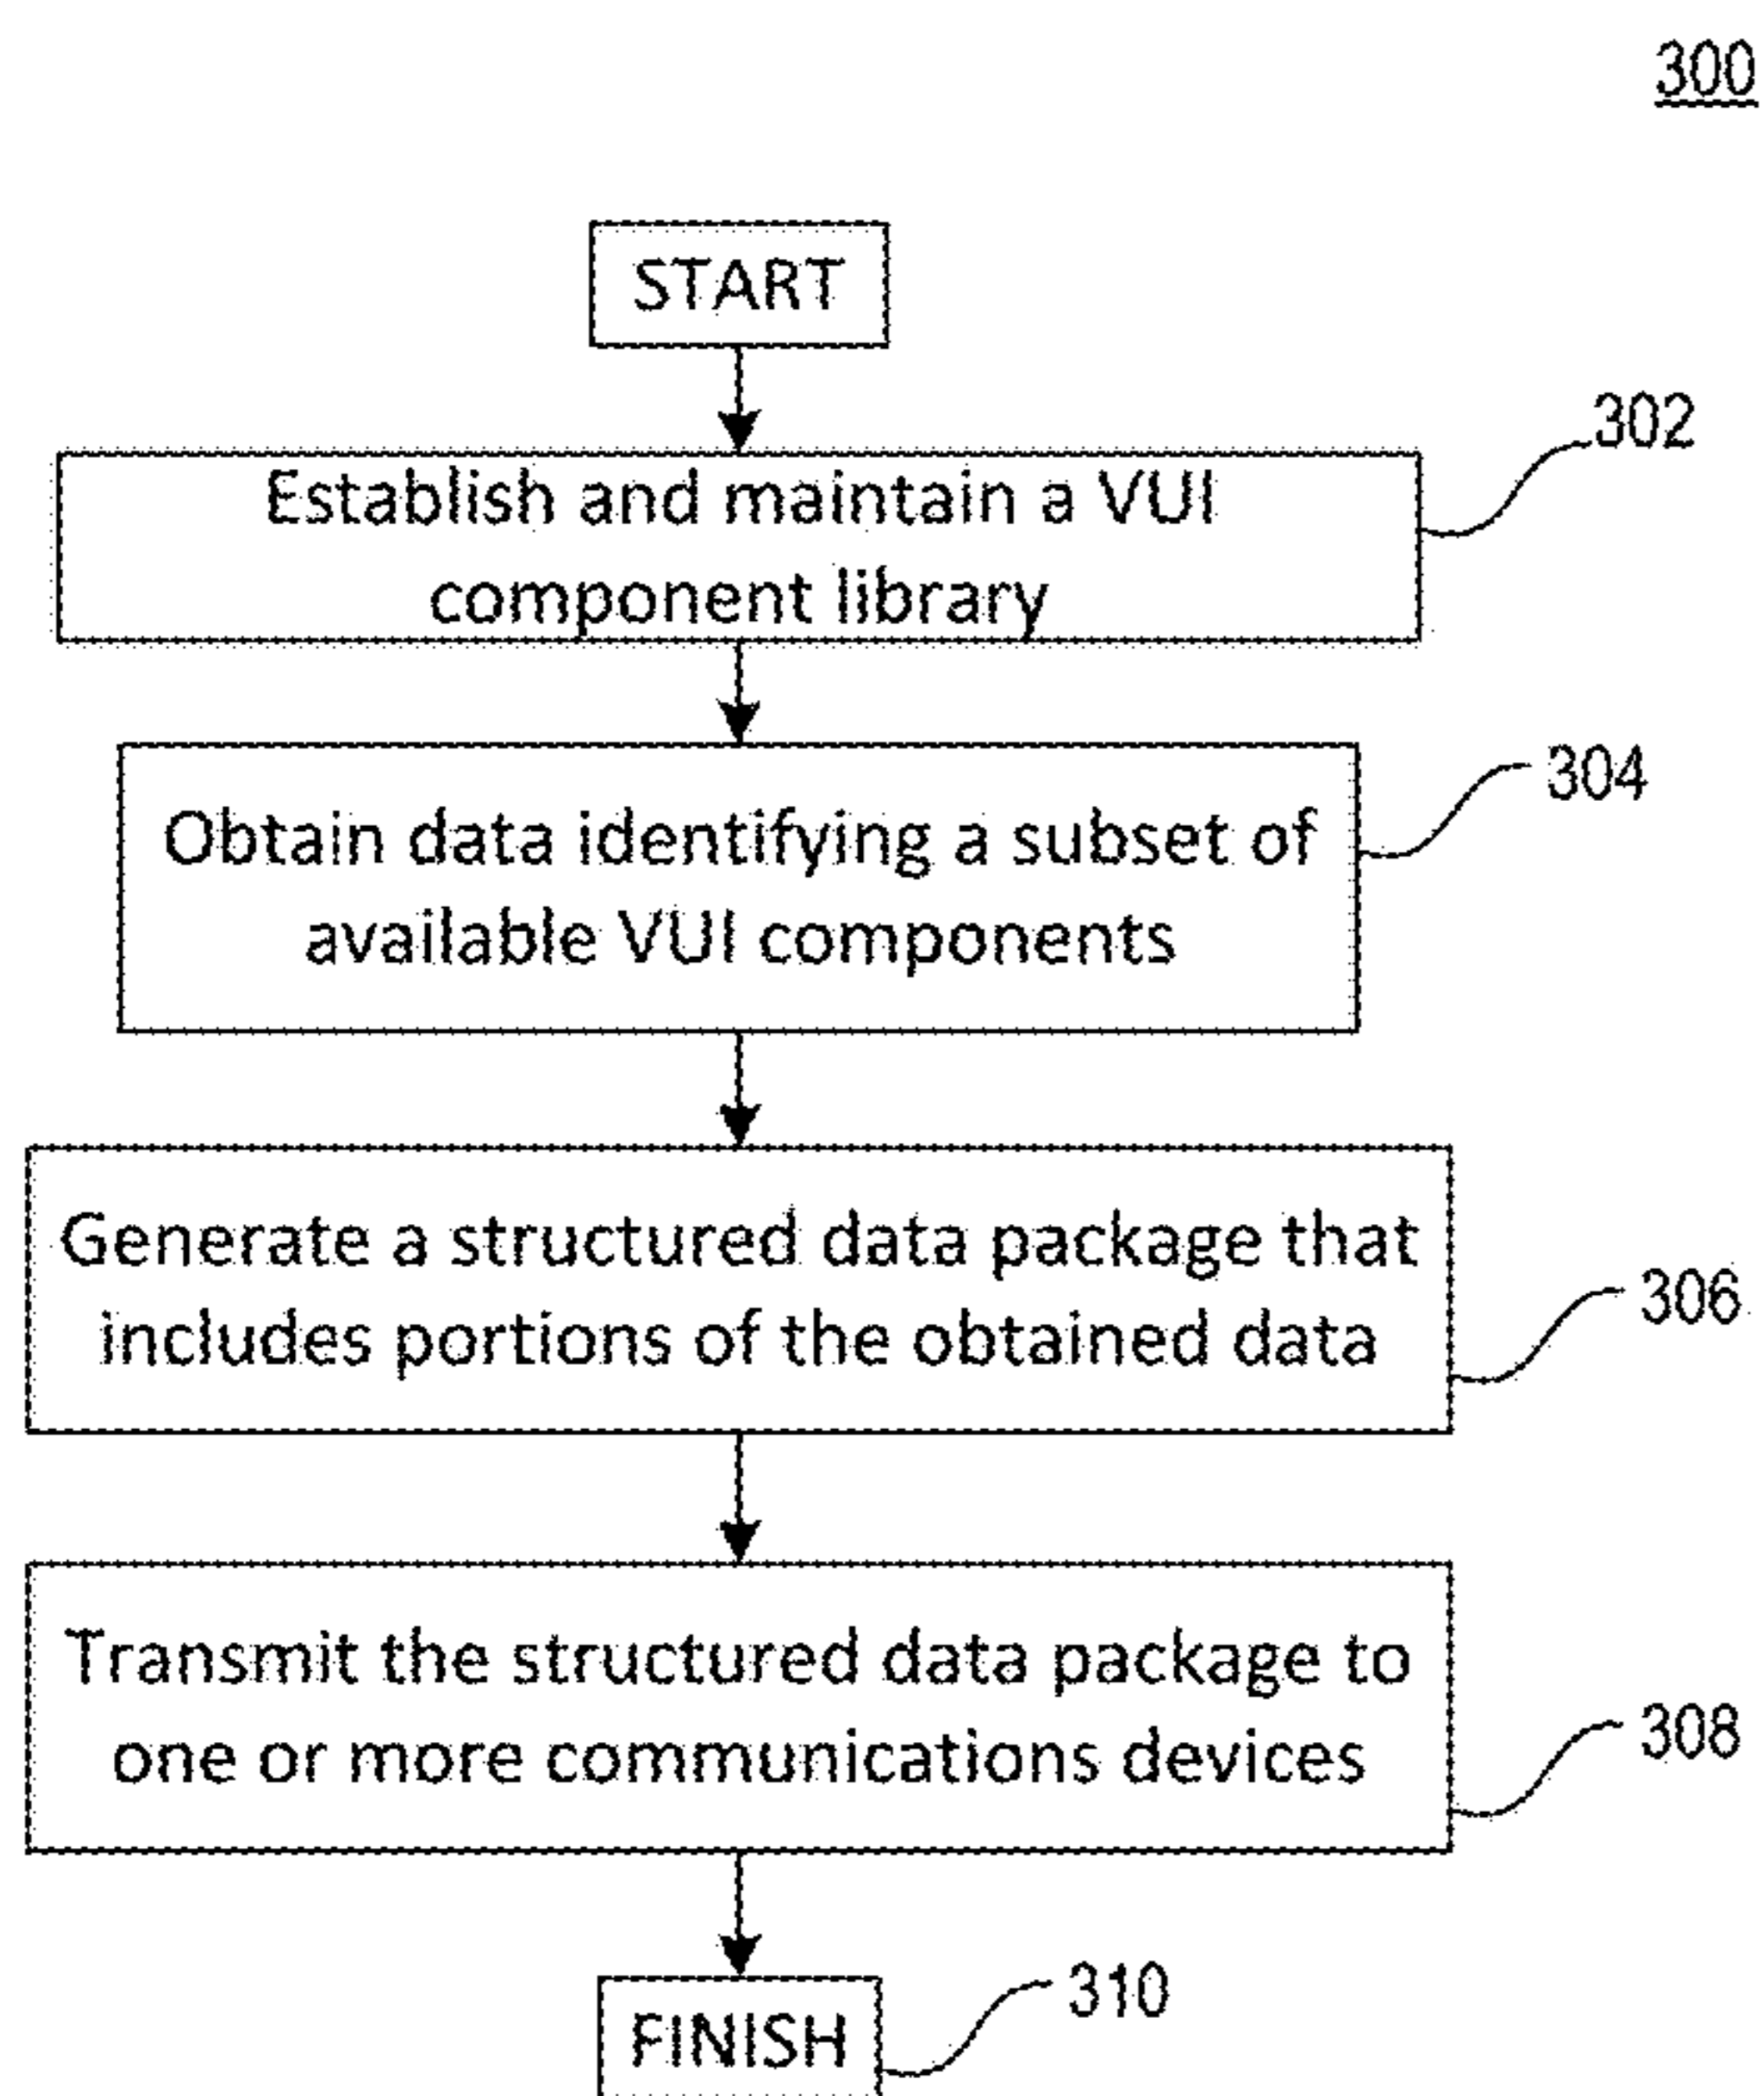 300
START
302
Establish and maintain a VUI
component library
304
Obtain data identifying a subset of
available VUI components
Generate a structured data package that
includes portions of the obtained data
306
Transmit the structured data package to
one or more communications devices
308
310
FINISH